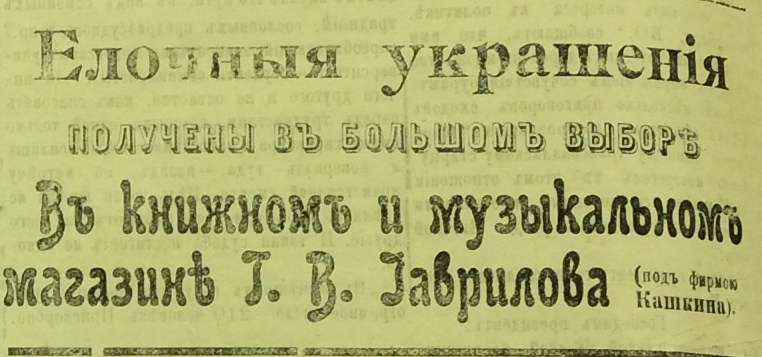 Елочныя украшенія
ПОЛУЧЕНЫ ВЪ БОЛЬШОМЪ ВЫБОРѢ
Въ книжномъ и музыкальномъ
магазинѣ Г. В. Гаврилова (подъ фирмою
Кашкина).